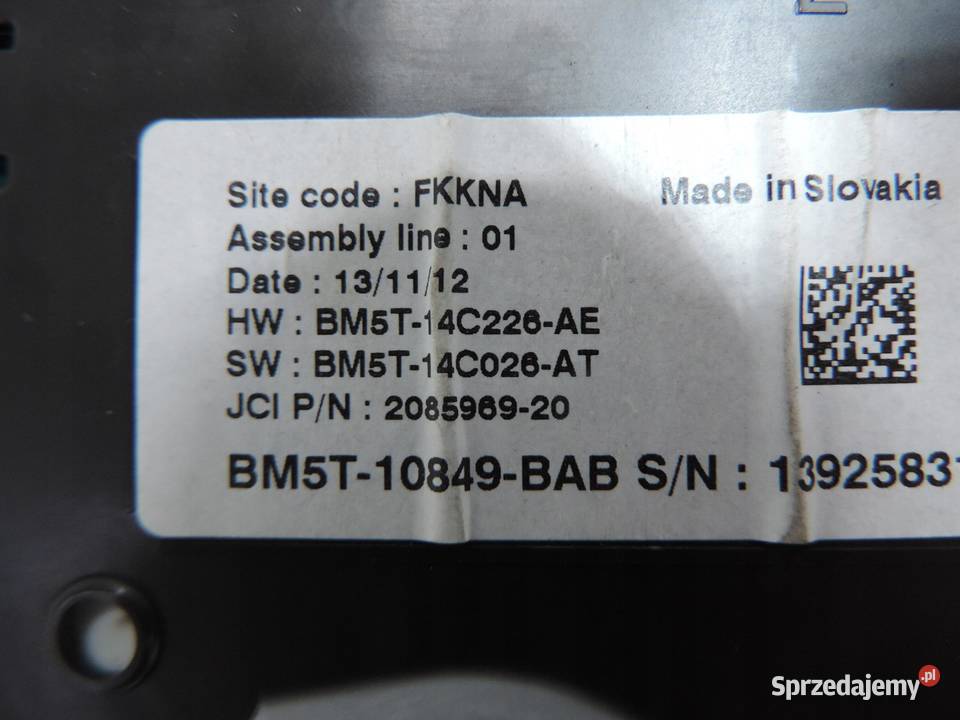 Site code : FKKNA
Made in Slovakia
Assembly line : 01
Date : 13/11/12
HW : BM5T-14C226-AE
SW : BM5T-14C026-AT
JCI P/N : 2085969-20
BM5T-10849-BAB S/N :
Sprzedajemy.pl